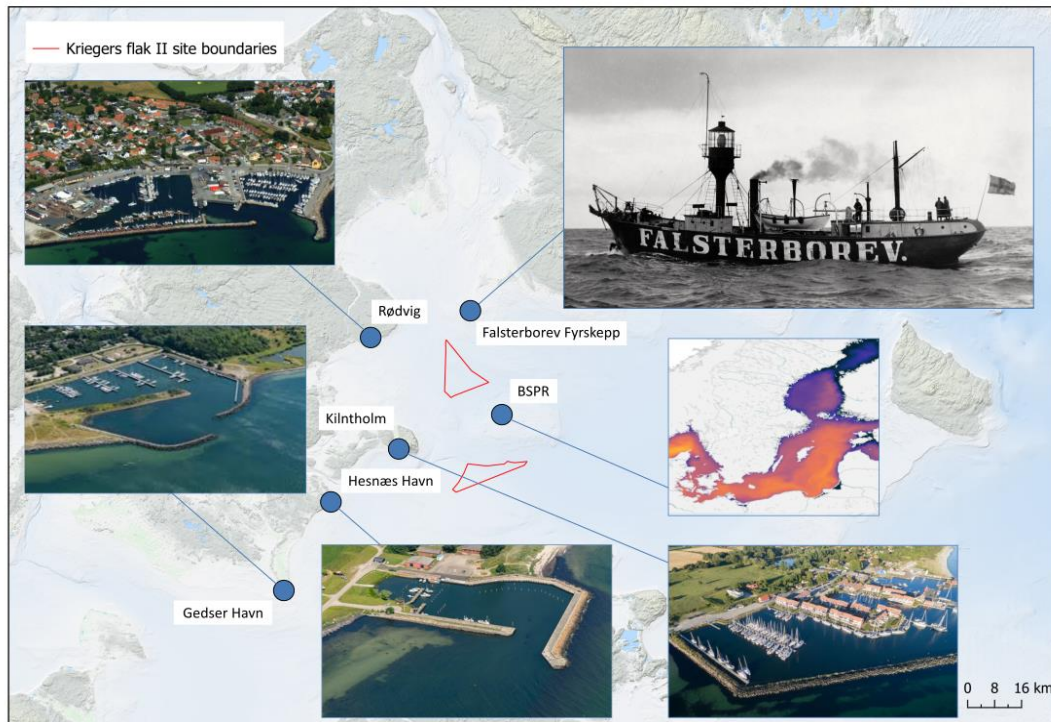 Kriegers flak II site boundaries
FALSTERBOREV.
Rødvig
Falsterborev Fyrskepp
BSPR
Kilntholm
Hesnæs Havn
Gedser Havn
0 8 16 km